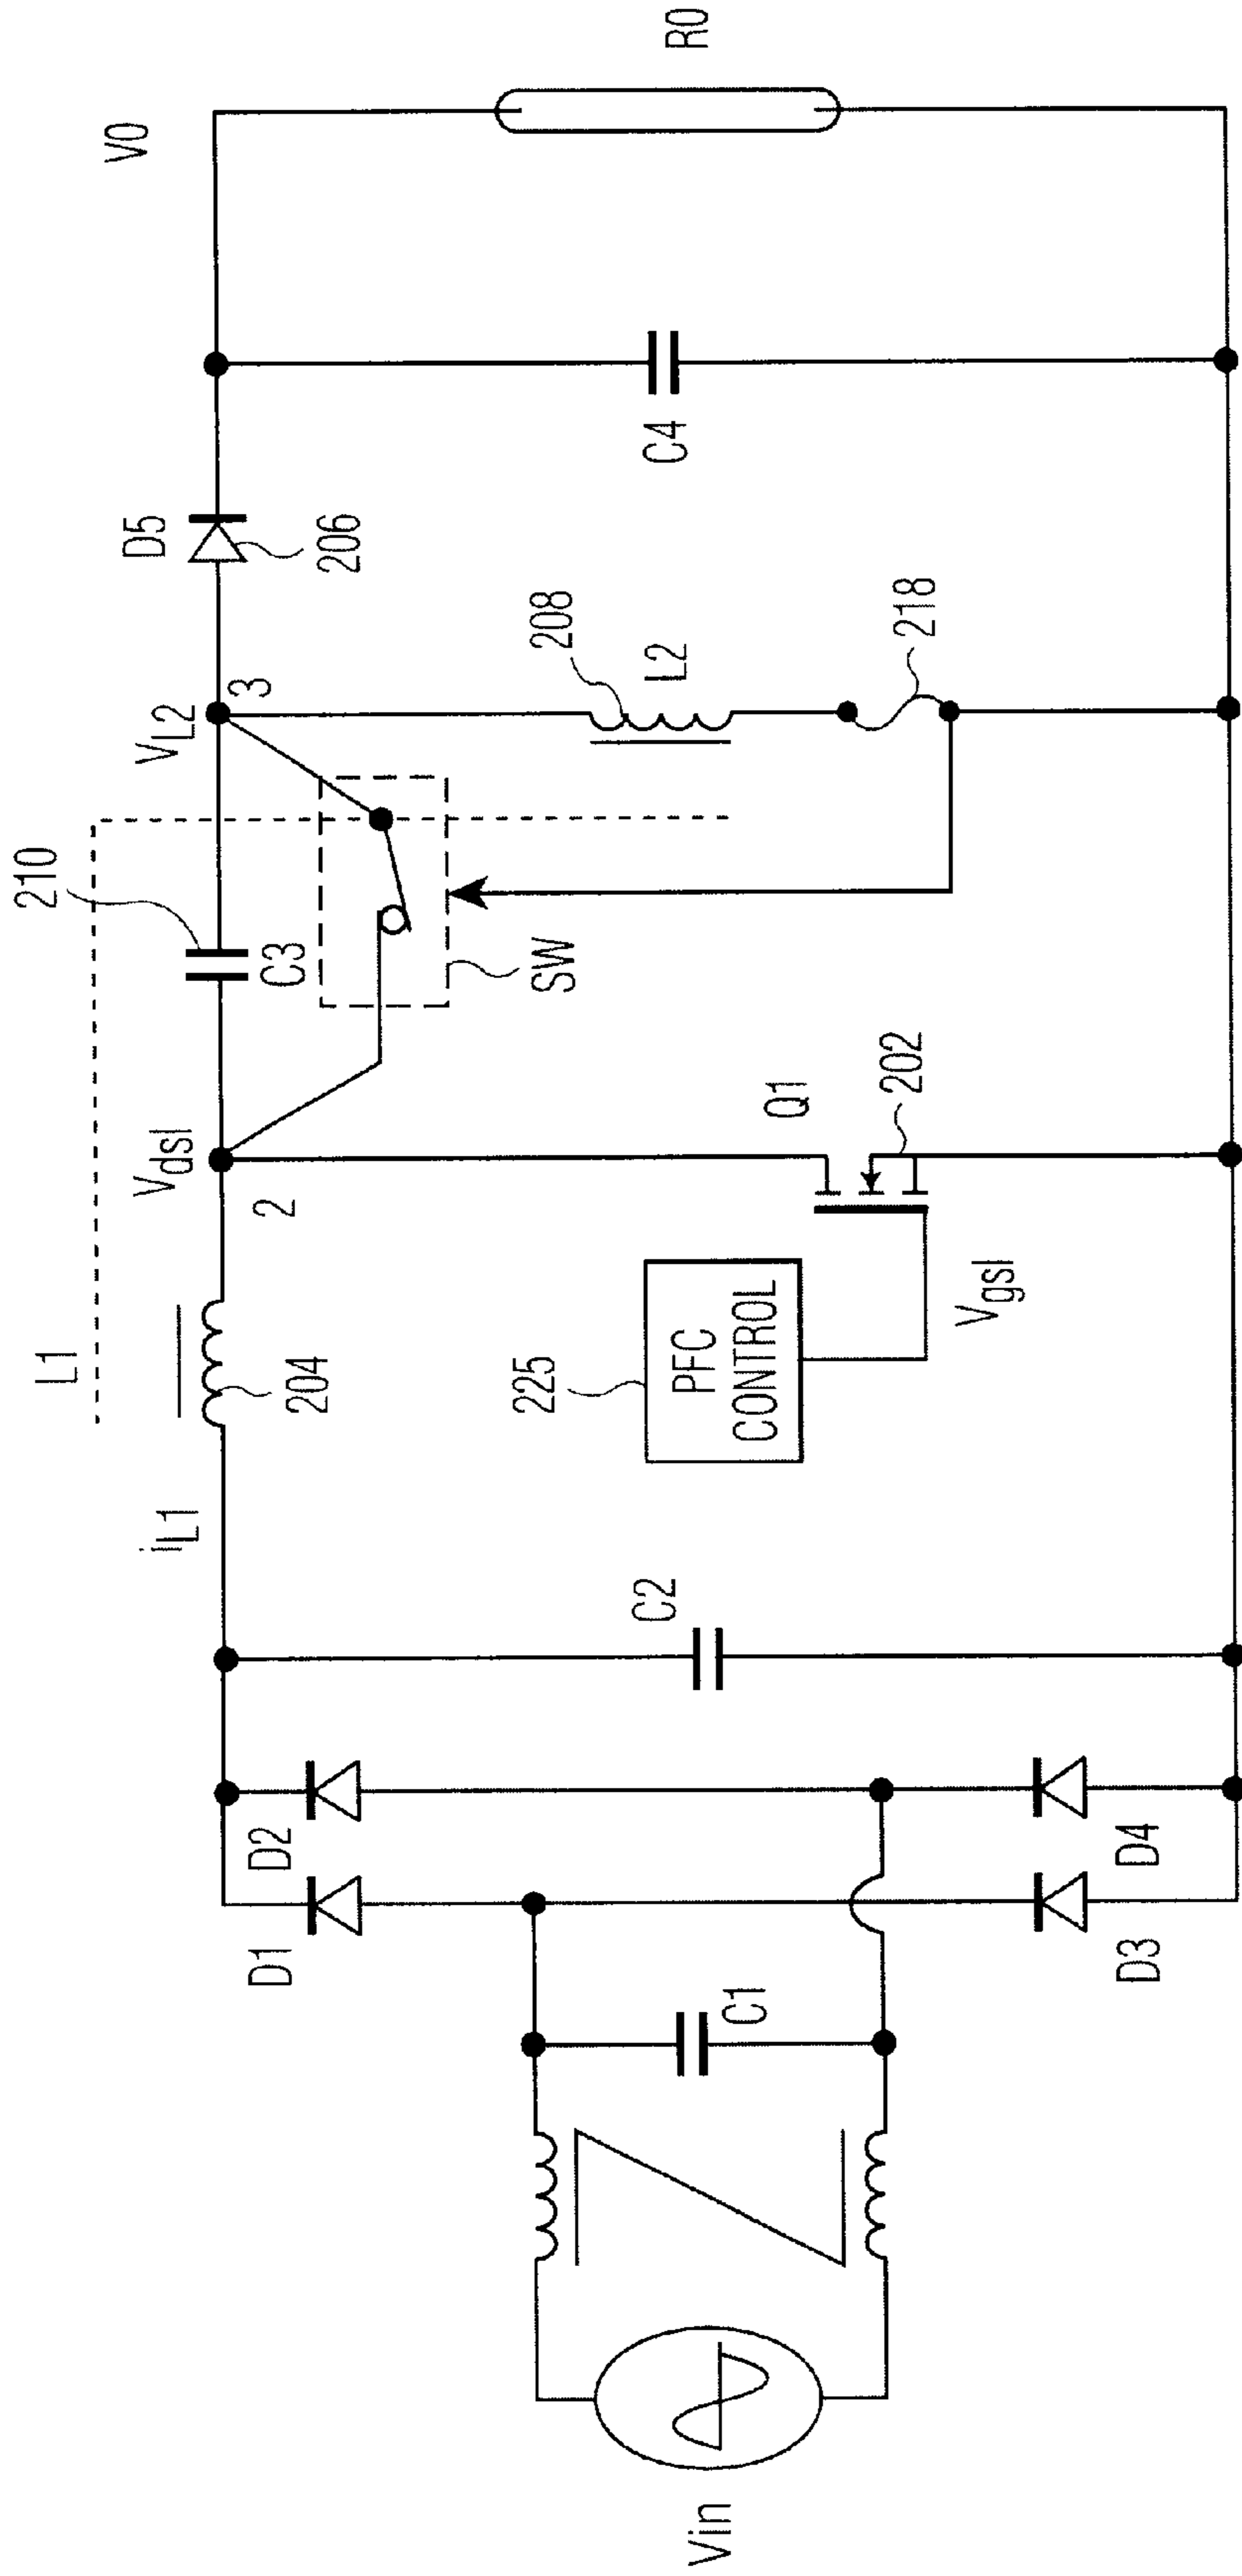 Vin
C1
D1
D2
D3
D4
C2
iL1
L1
204
225
PFC
CONTROL
Vgsl
Q1
202
Vdsl
2
210
C3
SW
VL2
3
208
L2
218
D5
206
C4
V0
R0